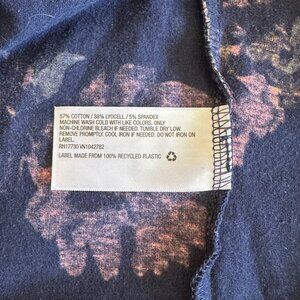 57% COTTON / 38% LYOCELL / 5% SPANDEX
MACHINE WASH COLD WITH LIKE COLORS. ONLY
NON-CHLORINE BLEACH IF NEEDED. TUMBLE DRY LOW.
REMOVE PROMPTLY. COOL IRON IF NEEDED. DO NOT IRON ON
LABEL.
RN17730 VN1042782
LABEL MADE FROM 100% RECYCLED PLASTIC